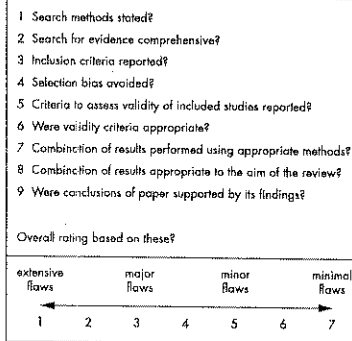 1 Search methods stated?
2 Search for evidence comprehensive?
3 Inclusion criteria reported?
4 Selection bias avoided?
5 Criteria to assess validity of included studies reported?
6 Were validity criteria appropriate?
7 Combination of results performed using appropriate methods?
8 Combination of results appropriate to the aim of the review?
9 Were conclusions of paper supported by its findings?
Overall rating based on these?
extensive major minor minimal
flaws flaws flaws flaws
1 2 3 4 5 6 7